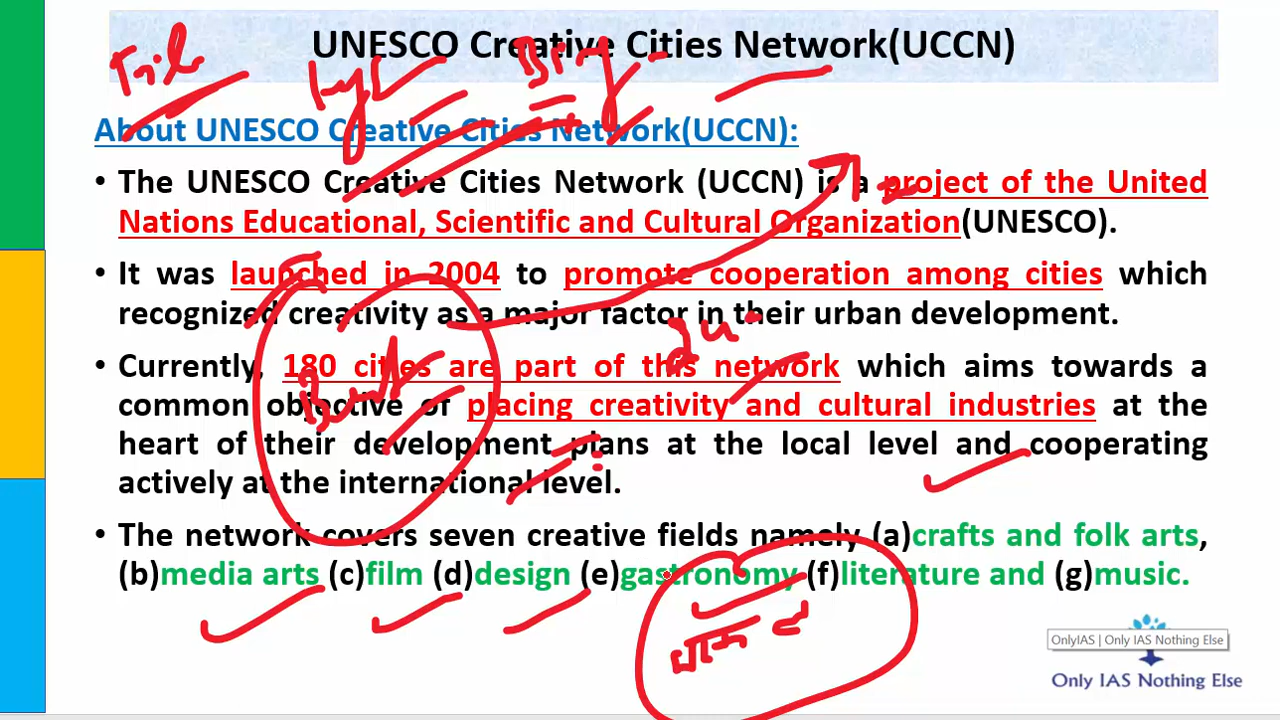 UNESCO Creative Cities Network(UCCN)
About UNESCO Creative Cities Network(UCCN):
• The UNESCO Creative Cities Network (UCCN) is a project of the United
Nations Educational, Scientific and Cultural Organization(UNESCO).
• It was launched in 2004 to promote cooperation among cities which
recognized creativity as a major factor in their urban development.
• Currently, 180 cities are part of this network which aims towards a
common objective of placing creativity and cultural industries at the
heart of their development plans at the local level and cooperating
actively at the international level.
• The network covers seven creative fields namely (a)crafts and folk arts,
(b)media arts (c)film (d)design (e)gastronomy (f)literature and (g)music.
OnlyIAS | Only IAS Nothing Else
Only IAS Nothing Else